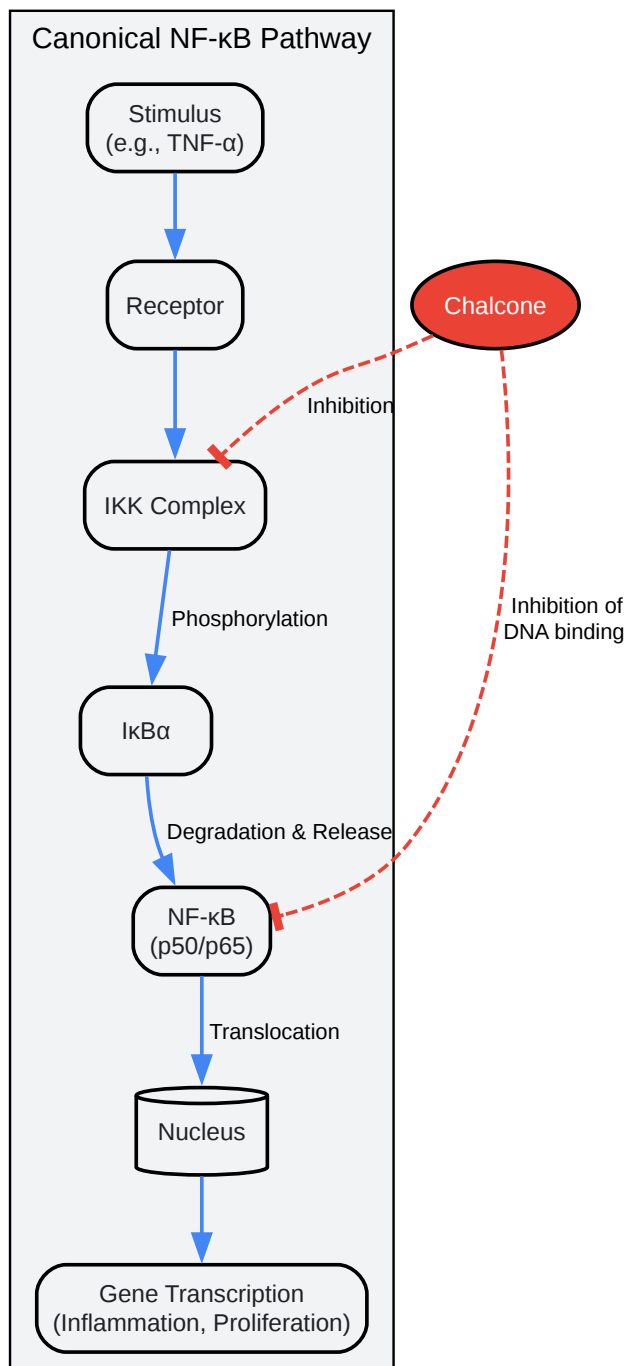 Canonical NF-κB Pathway
Stimulus
(e.g., TNF-α)
Receptor
Chalcone
Inhibition
IKK Complex
Phosphorylation
Inhibition of
DNA binding
IκBα
Degradation & Release
NF-κB
(p50/p65)
Translocation
Nucleus
Gene Transcription
(Inflammation, Proliferation)